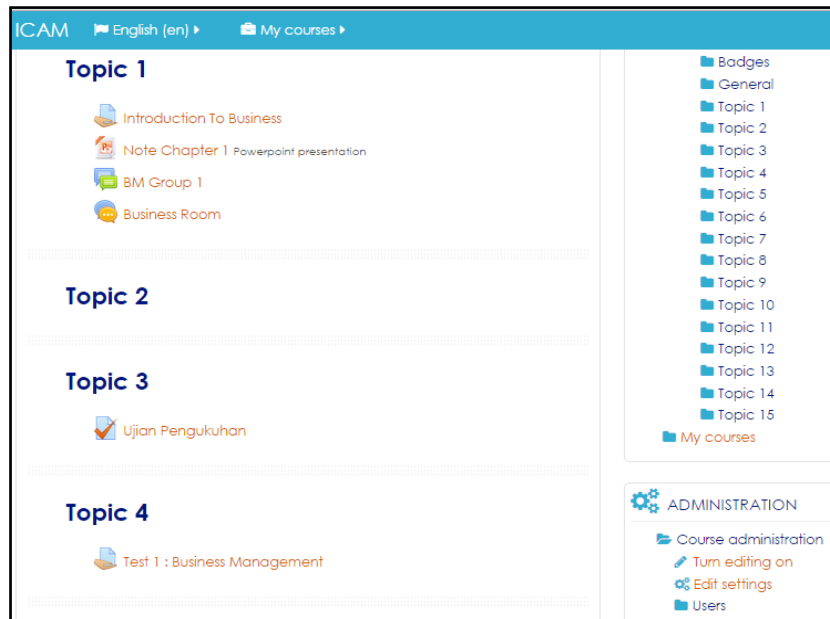 ICAM English (en) My courses
Topic 1
Introduction To Business
Note Chapter 1 Powerpoint presentation
BM Group 1
Business Room
Topic 2
Topic 3
Ujian Pengukuhan
Topic 4
Test 1 : Business Management
Badges
General
Topic 1
Topic 2
Topic 3
Topic 4
Topic 5
Topic 6
Topic 7
Topic 8
Topic 9
Topic 10
Topic 11
Topic 12
Topic 13
Topic 14
Topic 15
My courses
ADMINISTRATION
Course administration
Turn editing on
Edit settings
Users